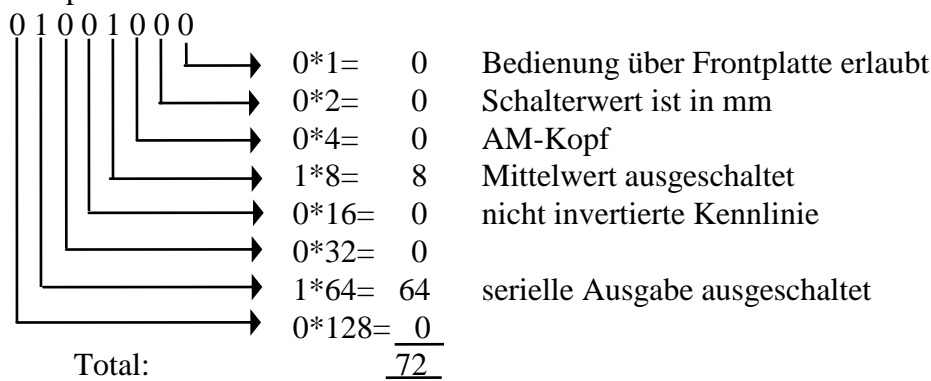 0 1 0 0 1 0 0 0
0*1= 0 Bedienung über Frontplatte erlaubt
0*2= 0 Schalterwert ist in mm
0*4= 0 AM-Kopf
1*8= 8 Mittelwert ausgeschaltet
0*16= 0 nicht invertierte Kennlinie
0*32= 0
1*64= 64 serielle Ausgabe ausgeschaltet
0*128= 0
Total: 72